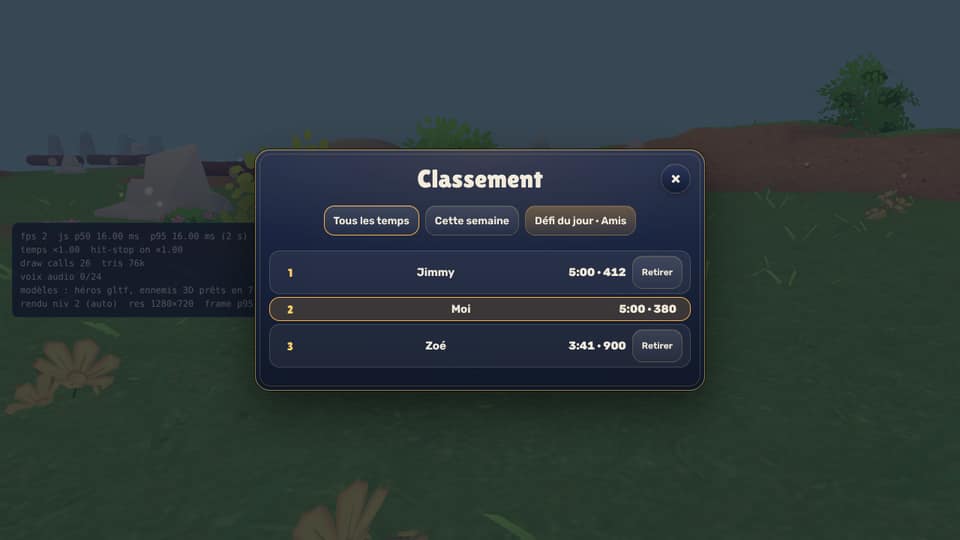 Classement
×
Tous les temps
Cette semaine
Défi du jour • Amis
1 Jimmy 5:00 • 412 Retirer
2 Moi 5:00 • 380
3 Zoé 3:41 • 900 Retirer
fps 2 js p50 16.00 ms p95 16.00 ms (2 s)
temps ×1.00 hit-stop on ×1.00
draw calls 26 tris 76k
voix audio 0/24
modèles : héros gltf, ennemis 3D prêts en 7
rendu niv 2 (auto) res 1280×720 frame p95